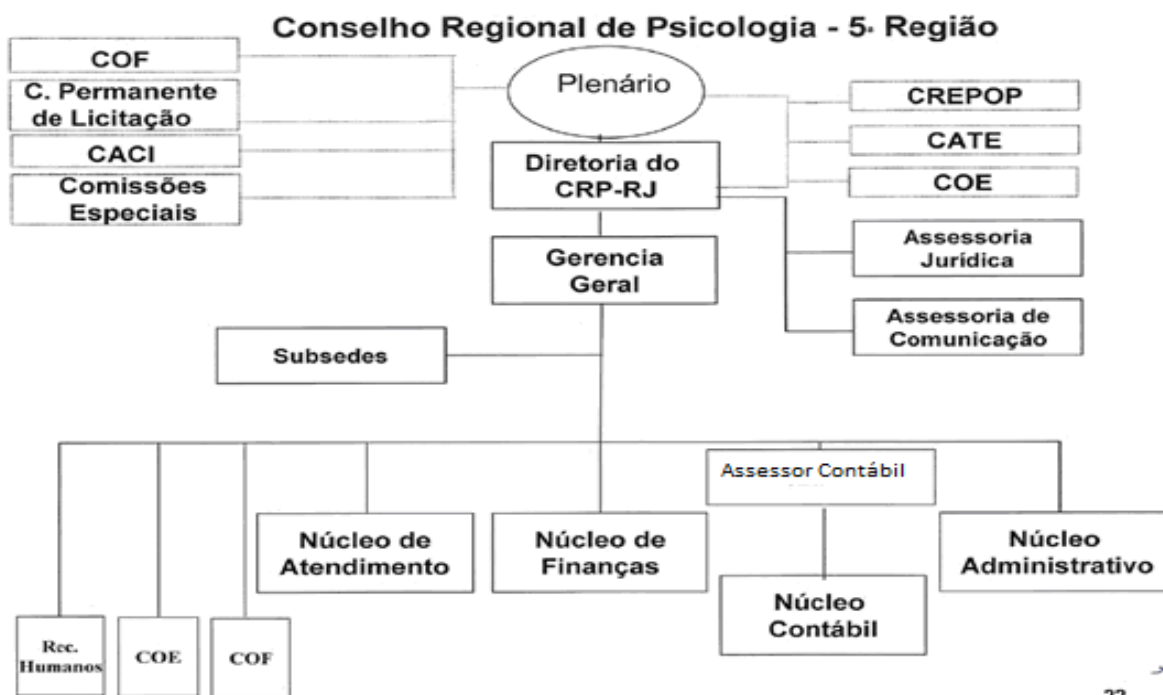 Conselho Regional de Psicologia - 5ª Região
COF
C. Permanente
de Licitação
CACI
Comissões
Especiais
Plenário
CREPOP
CATE
COE
Diretoria do
CRP-RJ
Gerencia
Geral
Assessoria
Jurídica
Assessoria de
Comunicação
Subsedes
Assessor Contábil
Núcleo de
Atendimento
Núcleo de
Finanças
Núcleo
Contábil
Núcleo
Administrativo
Rec.
Humanos
COE
COF